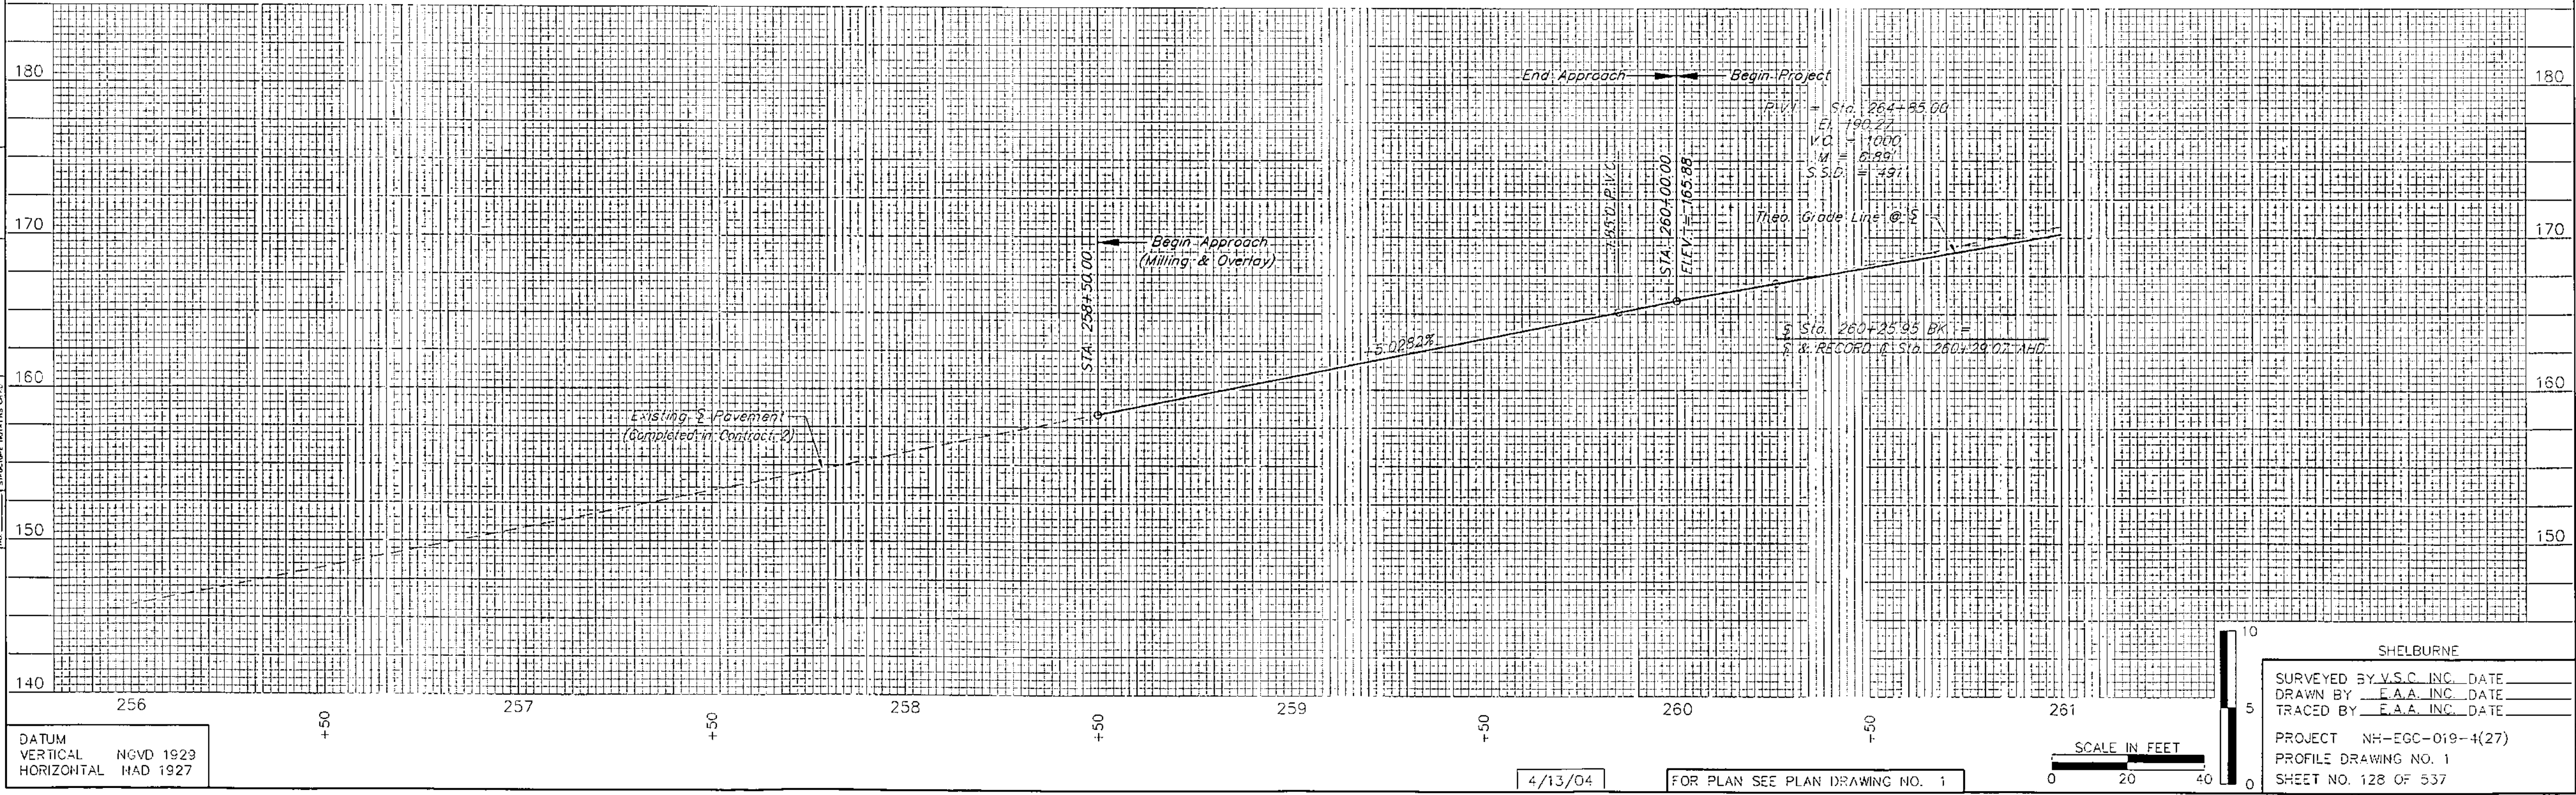 180
170
160
150
140
End Approach
Begin Project
P.V.I. = Sta. 264+85.00
El. 190.27
V.C. = 1000'
M = 6.89'
S.S.D. = 491'
STA. 260+00.00
ELEV. = 165.88
Theo. Grade Line @
STA. 258+50.00
Begin Approach
(Milling & Overlay)
5.0282%
Sta. 260+25.95 BK. =
& RECORD Sta. 260+29.07 AHD
Existing Pavement
(Completed in Contract 2)
180
170
160
150
256
+50
257
+50
258
+50
259
+50
260
+50
261
DATUM
VERTICAL NGVD 1929
HORIZONTAL NAD 1927
4/13/04
FOR PLAN SEE PLAN DRAWING NO. 1
SCALE IN FEET
0 20 40
10
5
0
SHELBURNE
SURVEYED BY V.S.C. INC. DATE
DRAWN BY E.A.A. INC. DATE
TRACED BY E.A.A. INC. DATE
PROJECT NH-EGC-019-4(27)
PROFILE DRAWING NO. 1
SHEET NO. 128 OF 537